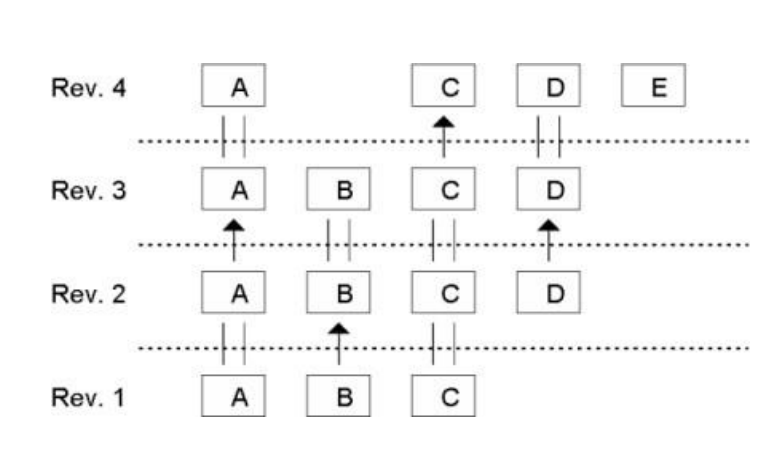 Rev. 4 A C D E
Rev. 3 A B C D
Rev. 2 A B C D
Rev. 1 A B C